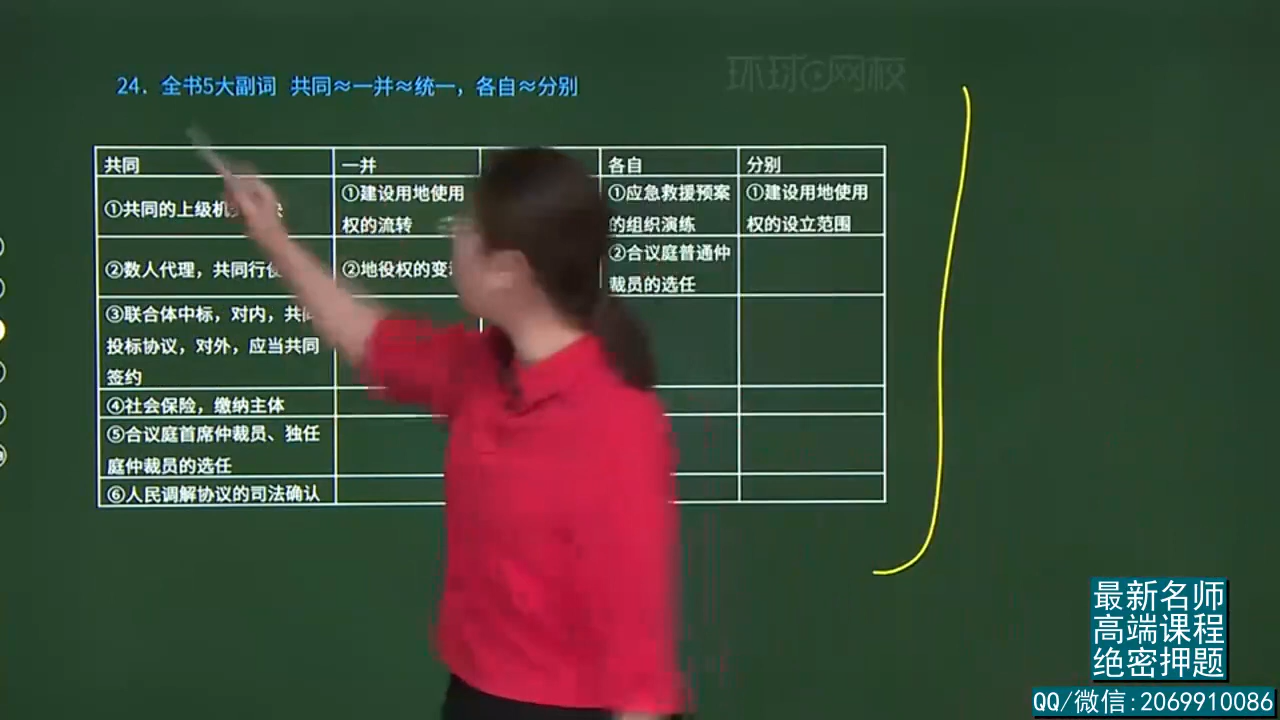 24. 全书5大副词 共同≈一并≈统一，各自≈分别
环球网校
共同
一并
各自
分别
①共同的上级机
①建设用地使用
权的流转
①应急救援预案
的组织演练
①建设用地使用
权的设立范围
②数人代理，共同行使
②地役权的变
②合议庭普通仲
裁员的选任
③联合体中标，对内，共同
投标协议，对外，应当共同
签约
④社会保险，缴纳主体
⑤合议庭首席仲裁员、独任
庭仲裁员的选任
⑥人民调解协议的司法确认
最新名师
高端课程
绝密押题
QQ/微信:2069910086